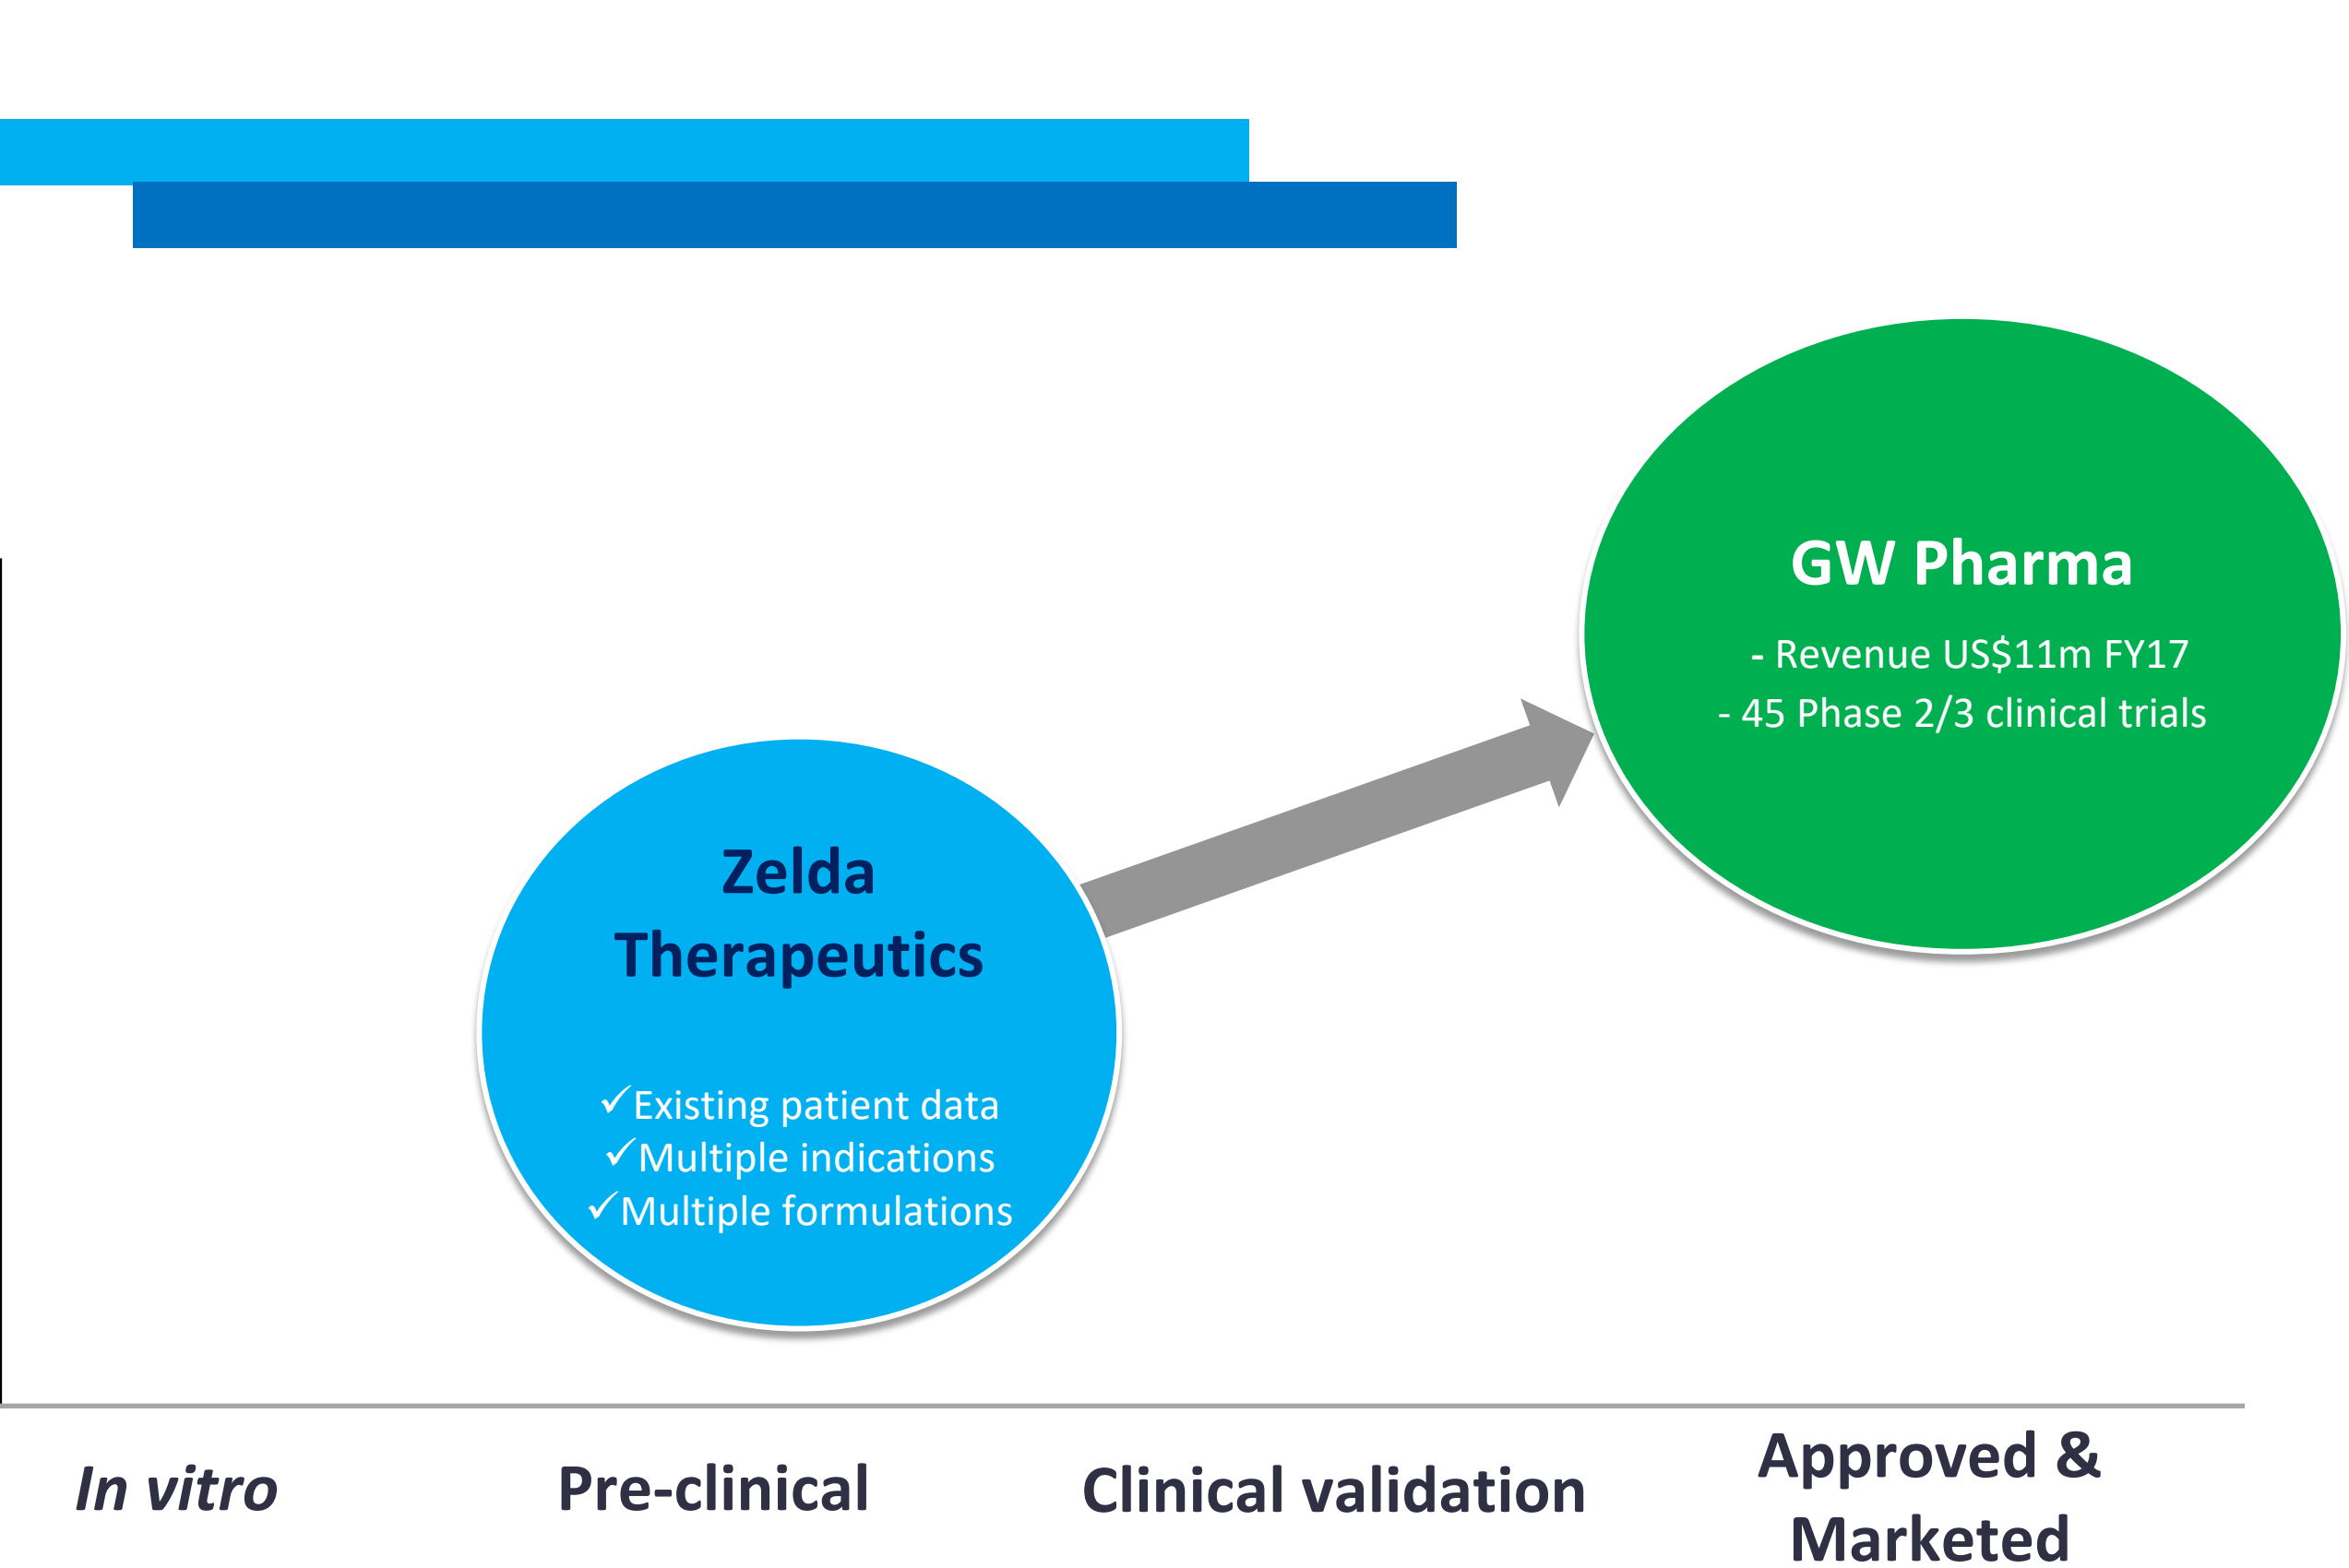 GW Pharma
- Revenue US$11m FY17
- 45 Phase 2/3 clinical trials
Zelda
Therapeutics
✓Existing patient data
✓Multiple indications
✓Multiple formulations
In vitro
Pre-clinical
Clinical validation
Approved &
Marketed